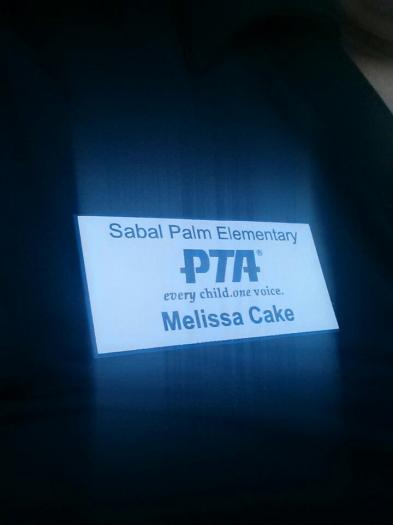 Sabal Palm Elementary
PTA®
every child.one voice.
Melissa Cake